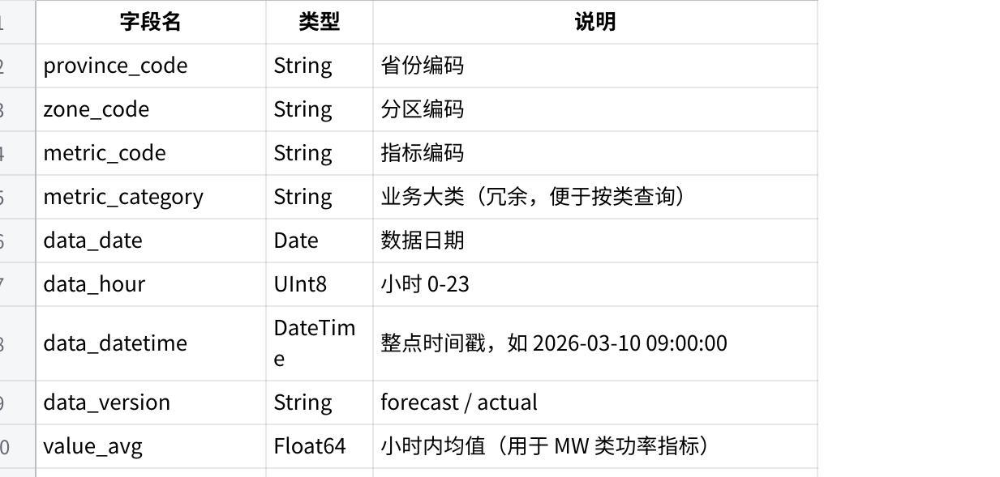 字段名 类型 说明
province_code String 省份编码
zone_code String 分区编码
metric_code String 指标编码
metric_category String 业务大类（冗余，便于按类查询）
data_date Date 数据日期
data_hour UInt8 小时 0-23
data_datetime DateTim
e 整点时间戳，如 2026-03-10 09:00:00
data_version String forecast / actual
value_avg Float64 小时内均值（用于 MW 类功率指标）